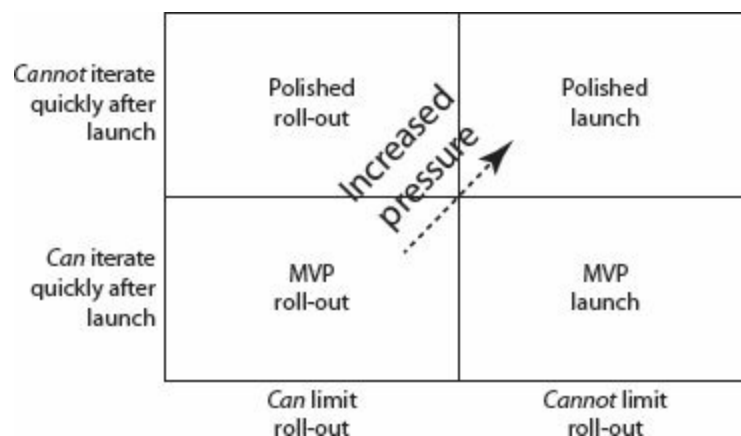 Cannot iterate
quickly after
launch
Polished
roll-out
Polished
launch
Increased
pressure
Can iterate
quickly after
launch
MVP
roll-out
MVP
launch
Can limit
roll-out
Cannot limit
roll-out